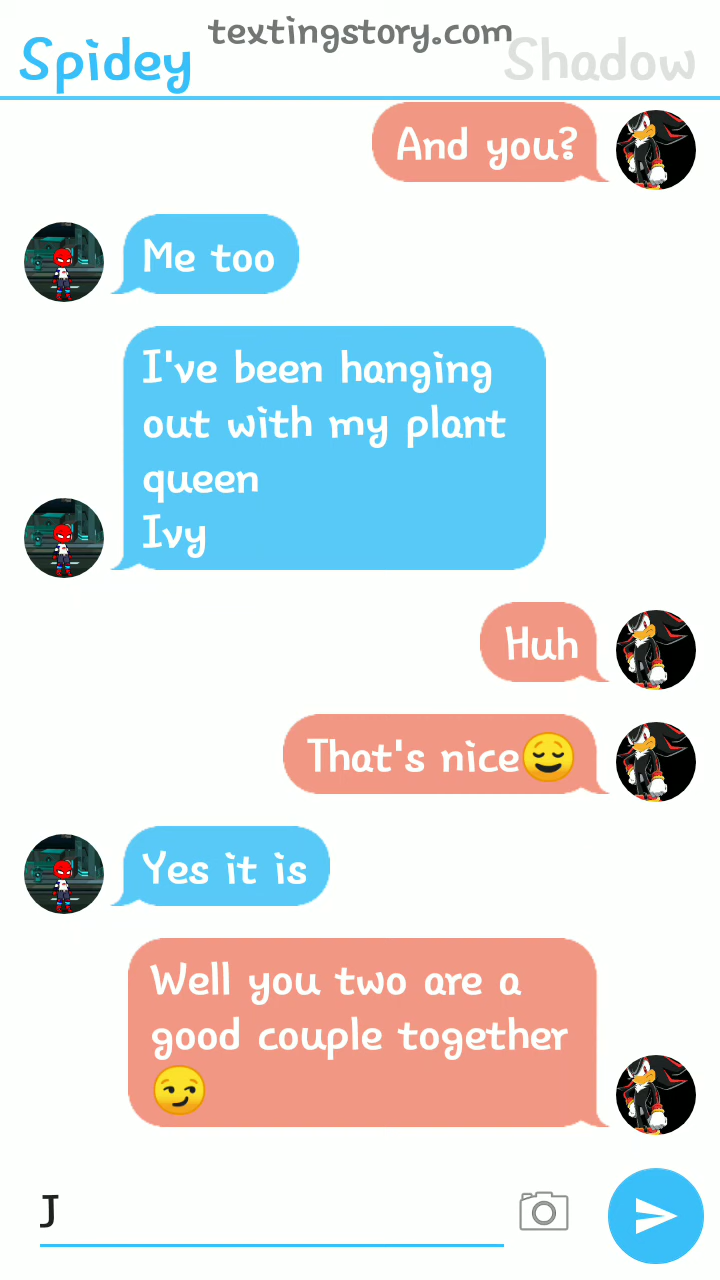 textingstory.com
Spidey
Shadow
And you?
Me too
I've been hanging
out with my plant
queen
Ivy
Huh
That's nice😌
Yes it is
Well you two are a
good couple together
😏
J